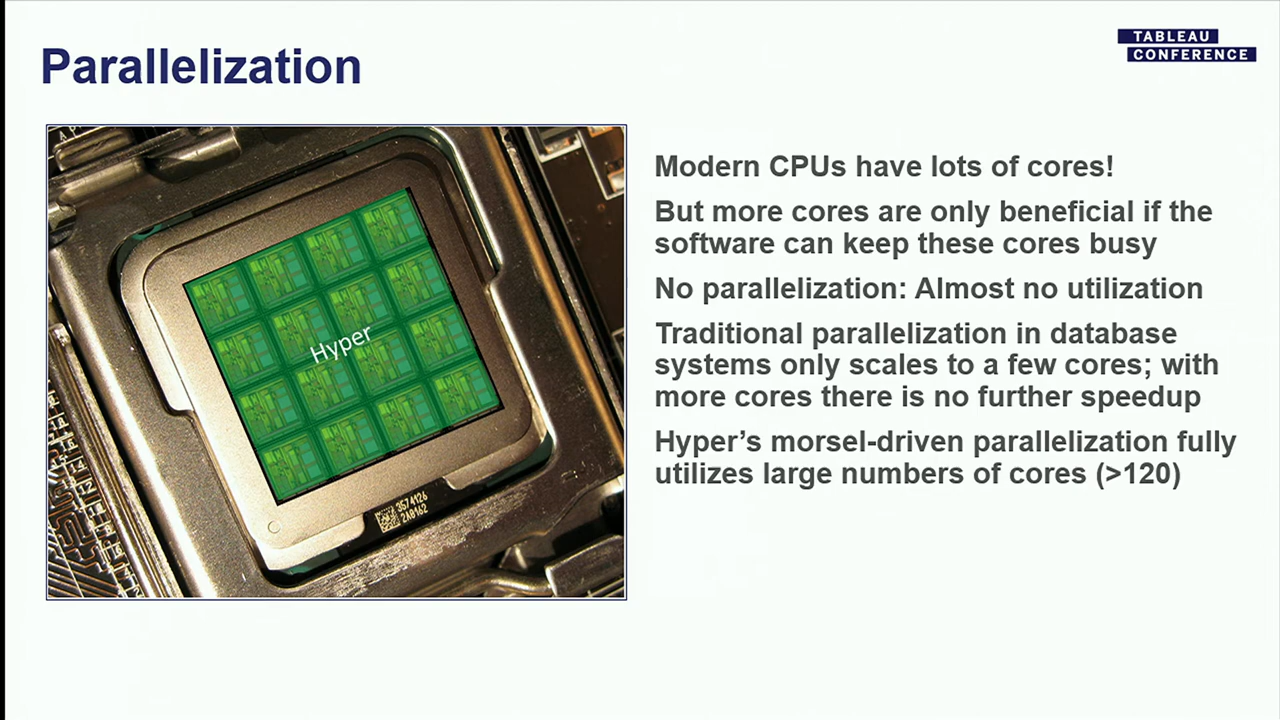 Parallelization
TABLEAU
CONFERENCE
Modern CPUs have lots of cores!
But more cores are only beneficial if the
software can keep these cores busy
No parallelization: Almost no utilization
Traditional parallelization in database
systems only scales to a few cores; with
more cores there is no further speedup
Hyper’s morsel-driven parallelization fully
utilizes large numbers of cores (>120)
Hyper
3574126
2A0162